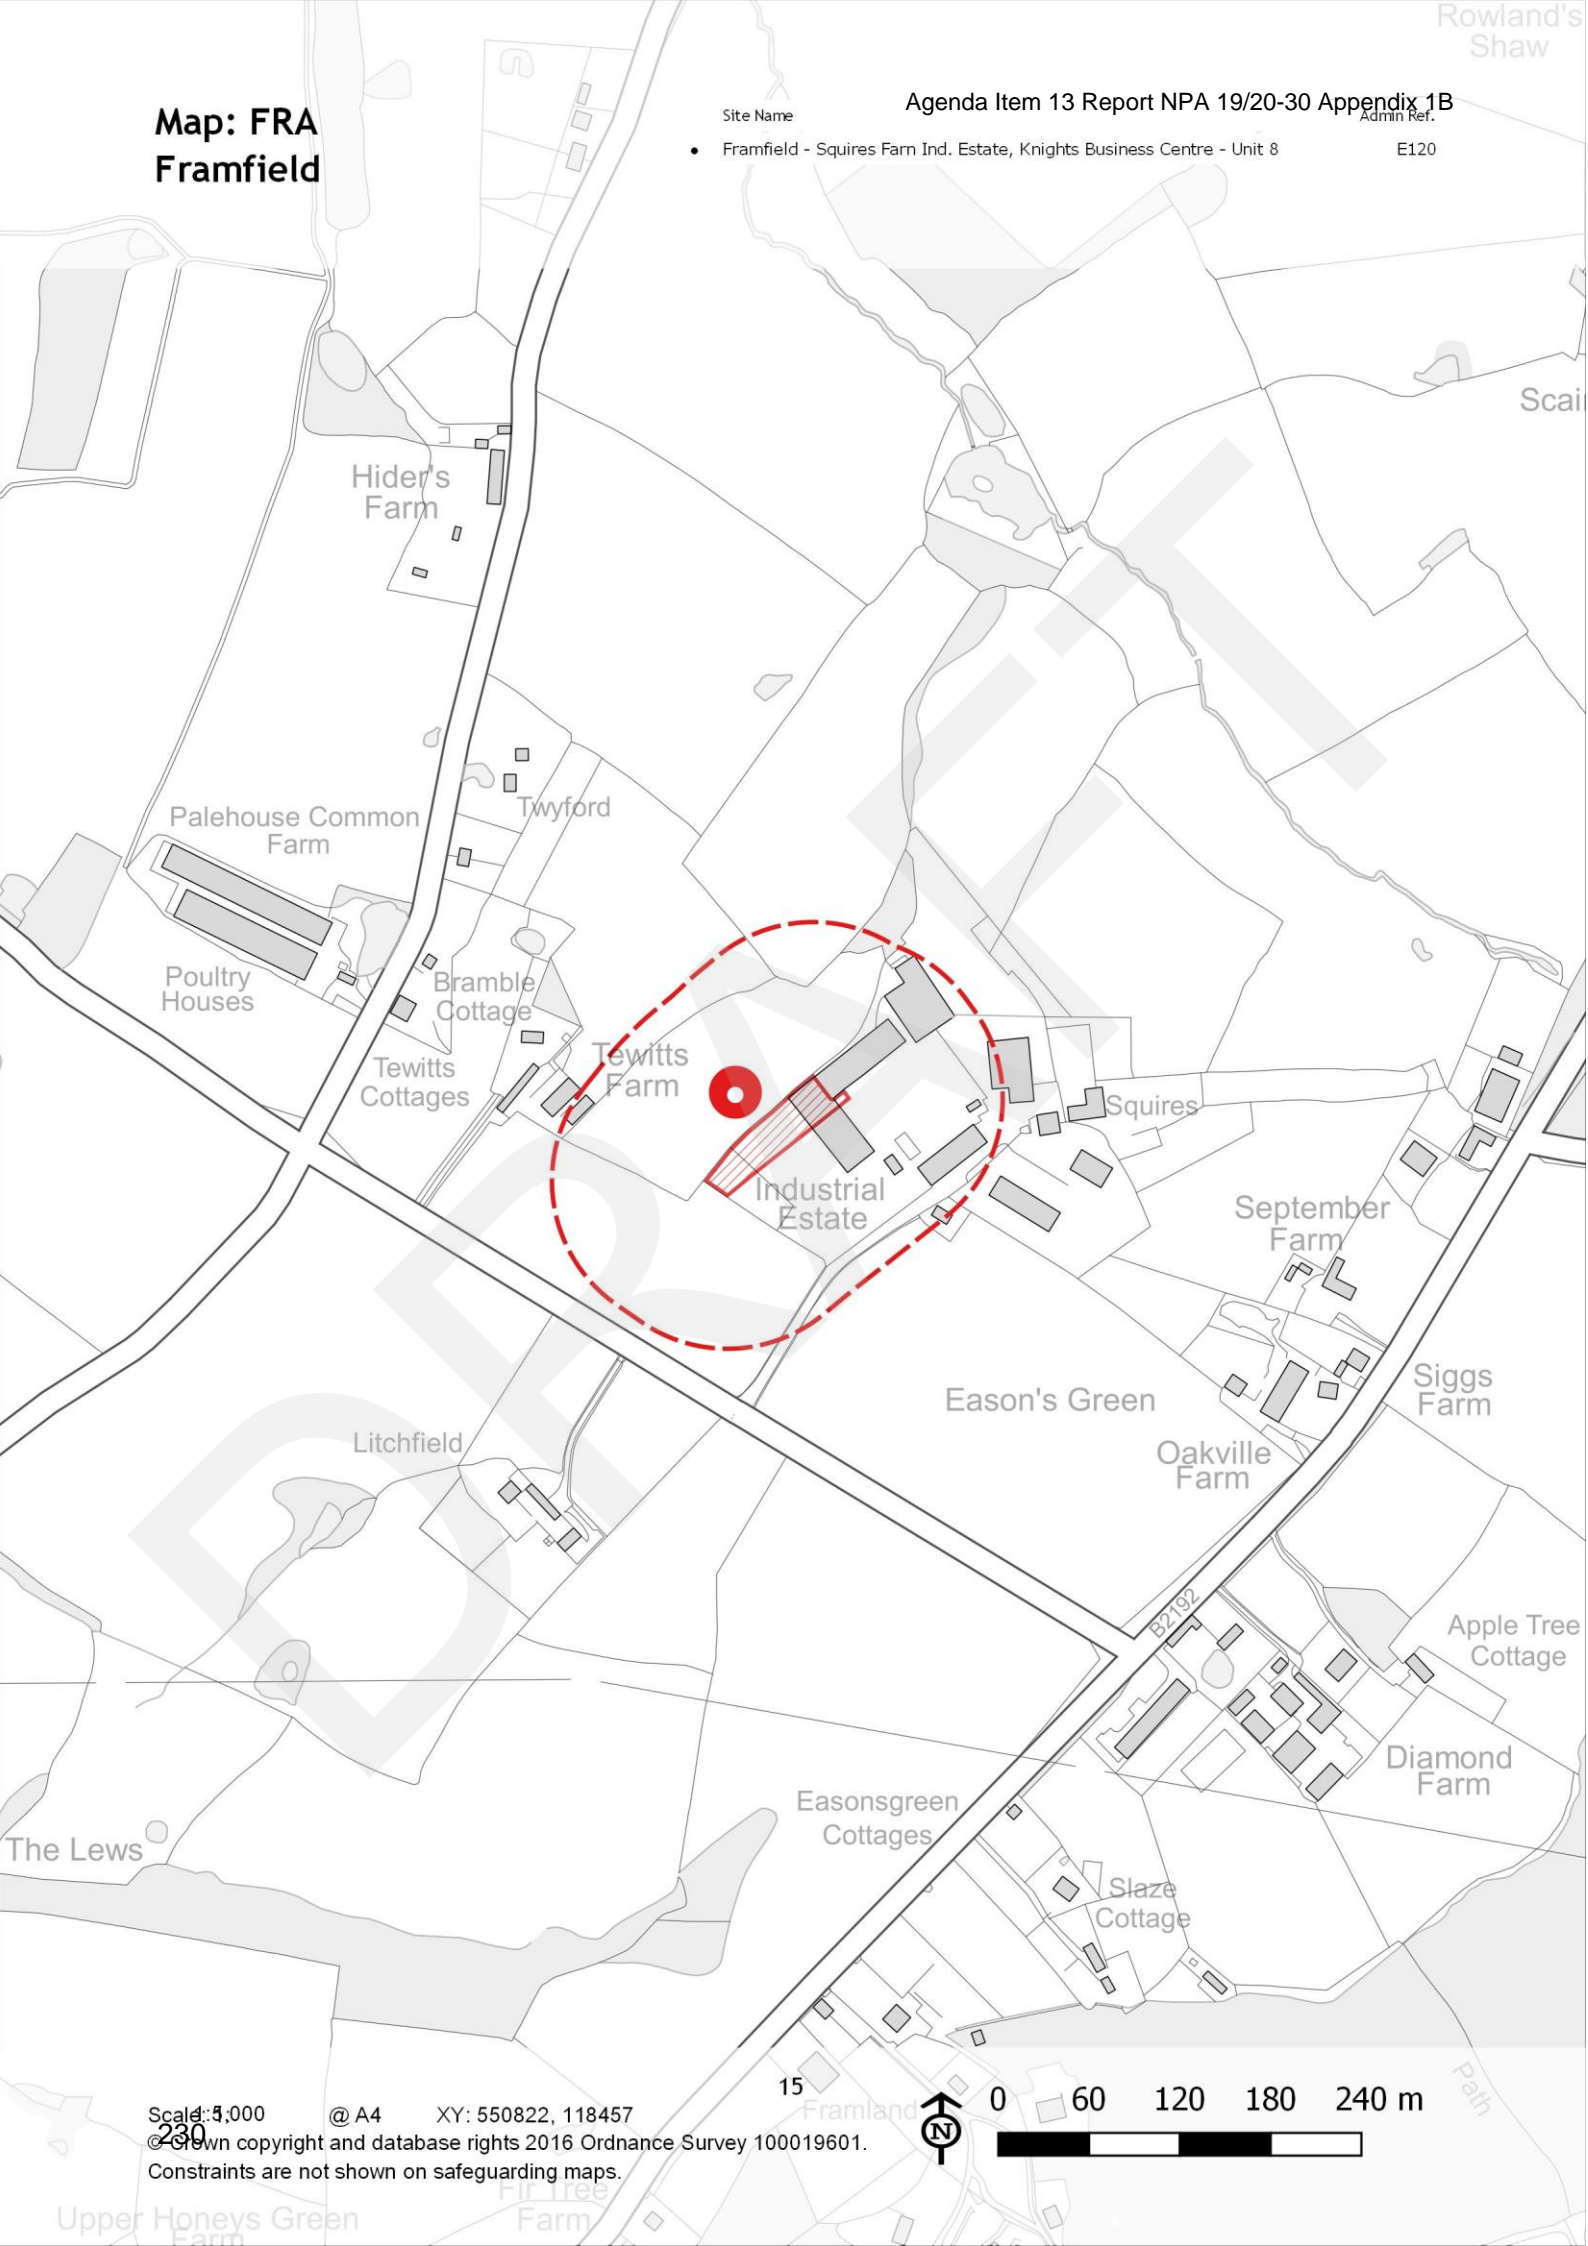 Rowland's
Shaw
Map: FRA
Framfield
Agenda Item 13 Report NPA 19/20-30 Appendix 1B
Site Name
Admin Ref.
• Framfield - Squires Farn Ind. Estate, Knights Business Centre - Unit 8 E120
Scai
Hider's
Farm
Twyford
Palehouse Common
Farm
Poultry
Houses
Bramble
Cottage
Tewitts
Cottages
Tewitts
Farm
Squires
Industrial
Estate
September
Farm
Siggs
Farm
Eason's Green
Oakville
Farm
Litchfield
B2192
Apple Tree
Cottage
Diamond
Farm
Easonsgreen
Cottages
The Lews
Slaze
Cottage
Path
DRAFT
15
Framland
0 60 120 180 240 m
N
Scale: 1:5,000 @ A4 XY: 550822, 118457
230
© Crown copyright and database rights 2016 Ordnance Survey 100019601.
Constraints are not shown on safeguarding maps.
Fir Tree
Farm
Upper Honeys Green
Farm